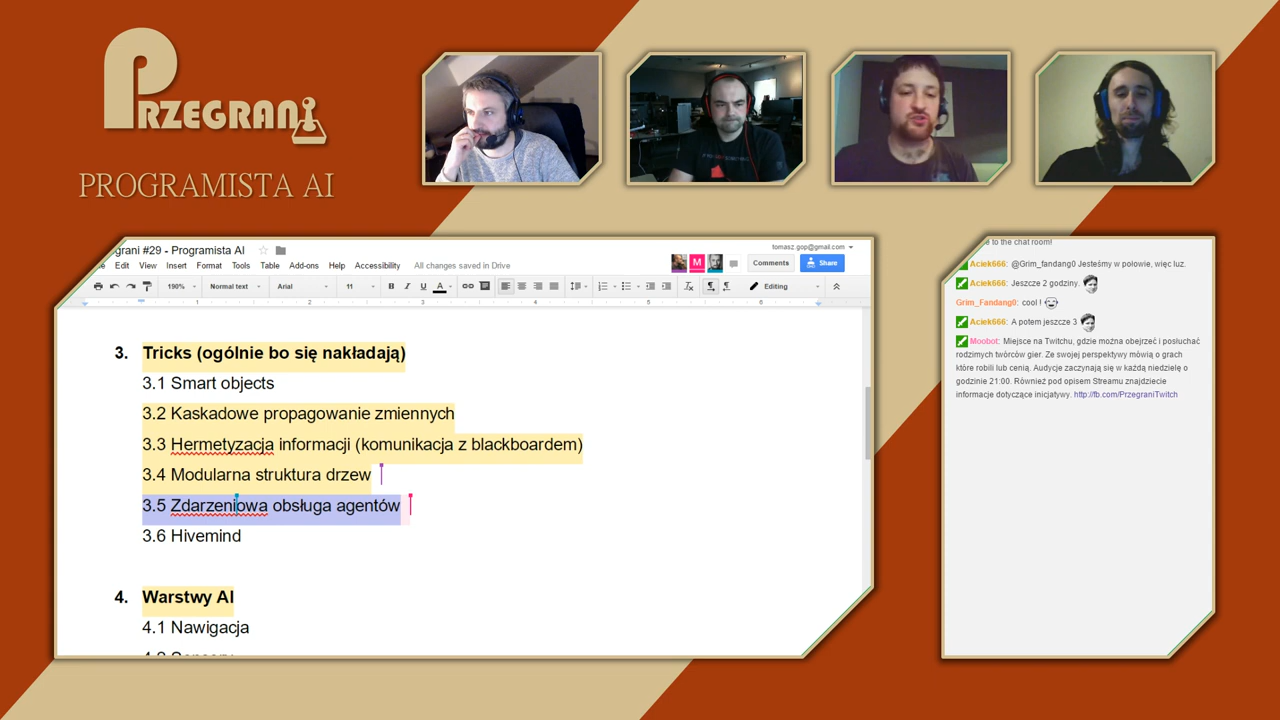 PRZEGRANI
PROGRAMISTA AI
grani #29 - Programista AI
tomasz.gop@gmail.com
Edit View Insert Format Tools Table Add-ons Help Accessibility All changes saved in Drive
M
Comments
Share
190% Normal text Arial 11 B I U A Editing
1 2 3 4 5 6
3. Tricks (ogólnie bo się nakładają)
3.1 Smart objects
3.2 Kaskadowe propagowanie zmiennych
3.3 Hermetyzacja informacji (komunikacja z blackboardem)
3.4 Modularna struktura drzew
3.5 Zdarzeniowa obsługa agentów
3.6 Hivemind
4. Warstwy AI
4.1 Nawigacja
to the chat room!
Aciek666: @Grim_fandang0 Jesteśmy w połowie, więc luz.
Aciek666: Jeszcze 2 godziny.
Grim_Fandang0: cool !
Aciek666: A potem jeszcze 3
Moobot: Miejsce na Twitchu, gdzie można obejrzeć i posłuchać
rodzimych twórców gier. Ze swojej perspektywy mówią o grach
które robili lub cenią. Audycje zaczynają się w każdą niedzielę o
godzinie 21:00. Również pod opisem Streamu znajdziecie
informacje dotyczące inicjatywy. http://fb.com/PrzegraniTwitch